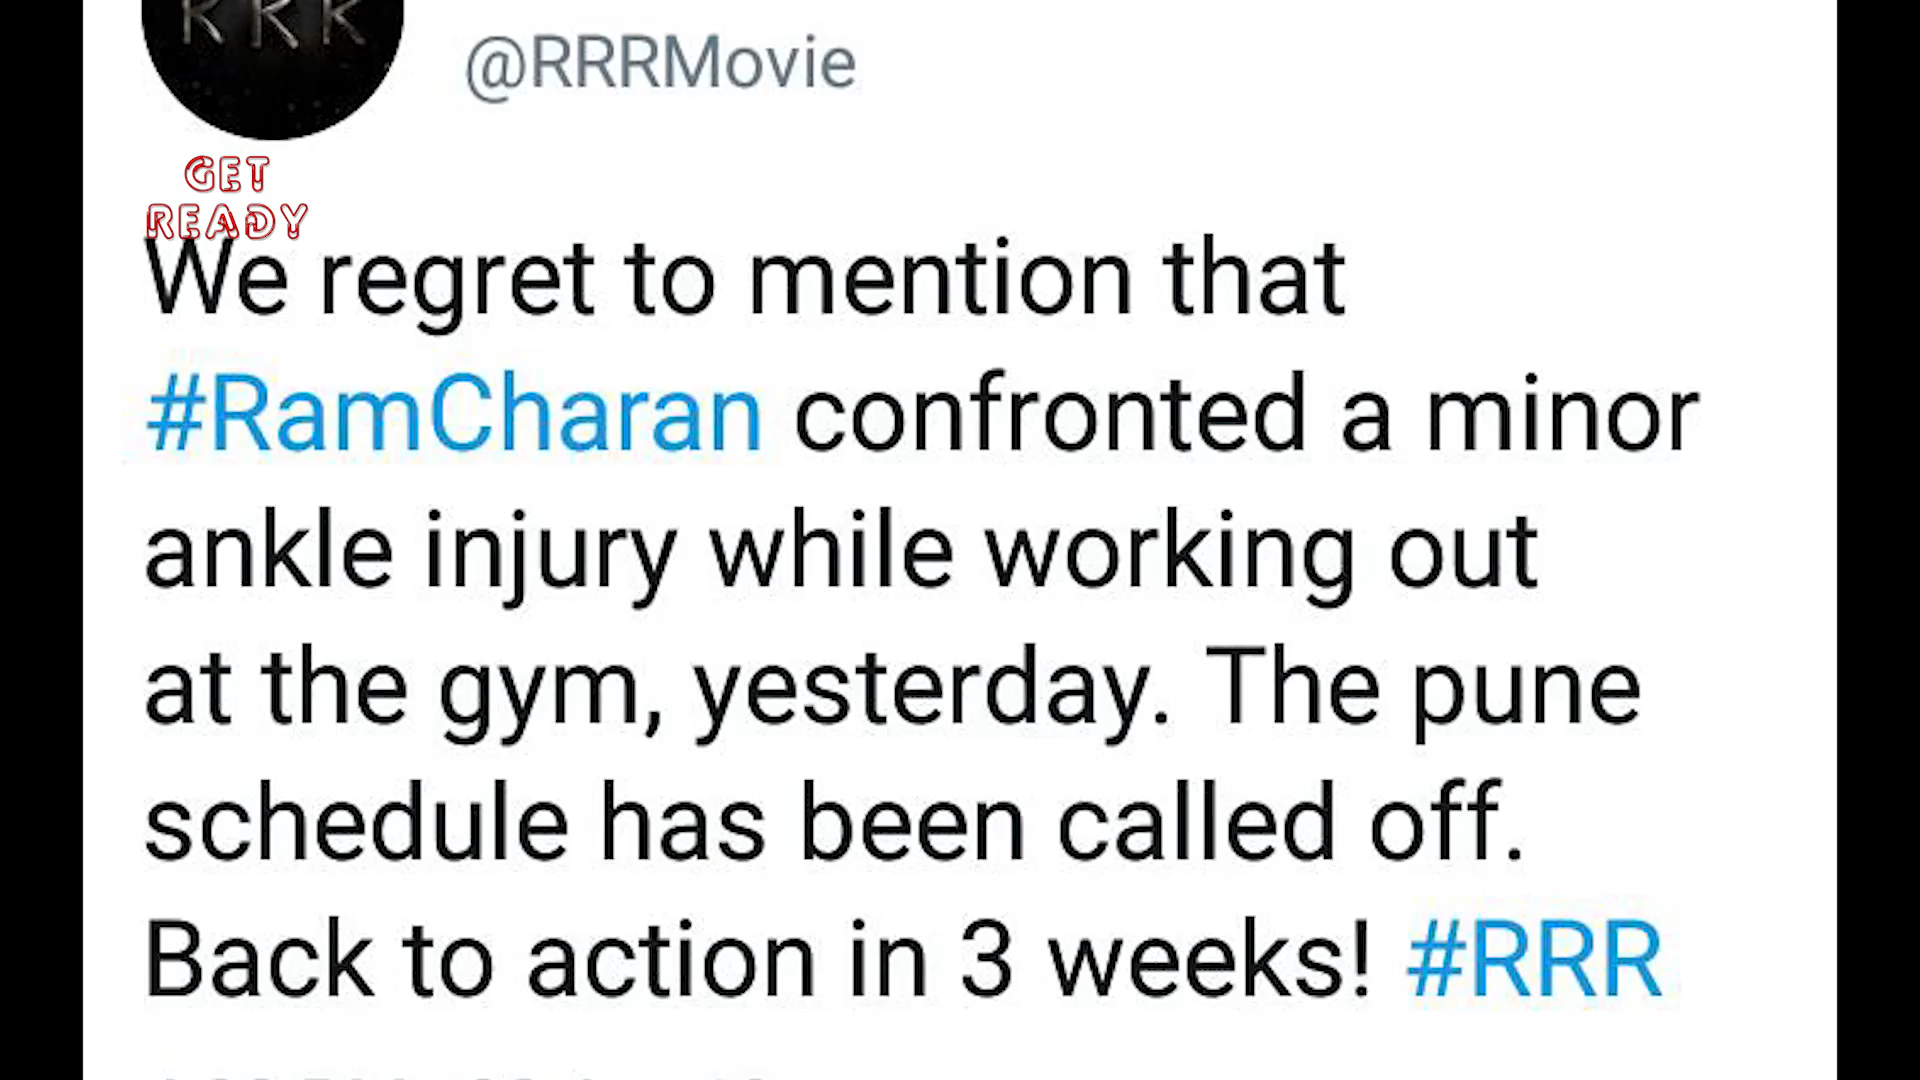 RRR
@RRRMovie
GET
READY
We regret to mention that
#RamCharan confronted a minor
ankle injury while working out
at the gym, yesterday. The pune
schedule has been called off.
Back to action in 3 weeks! #RRR